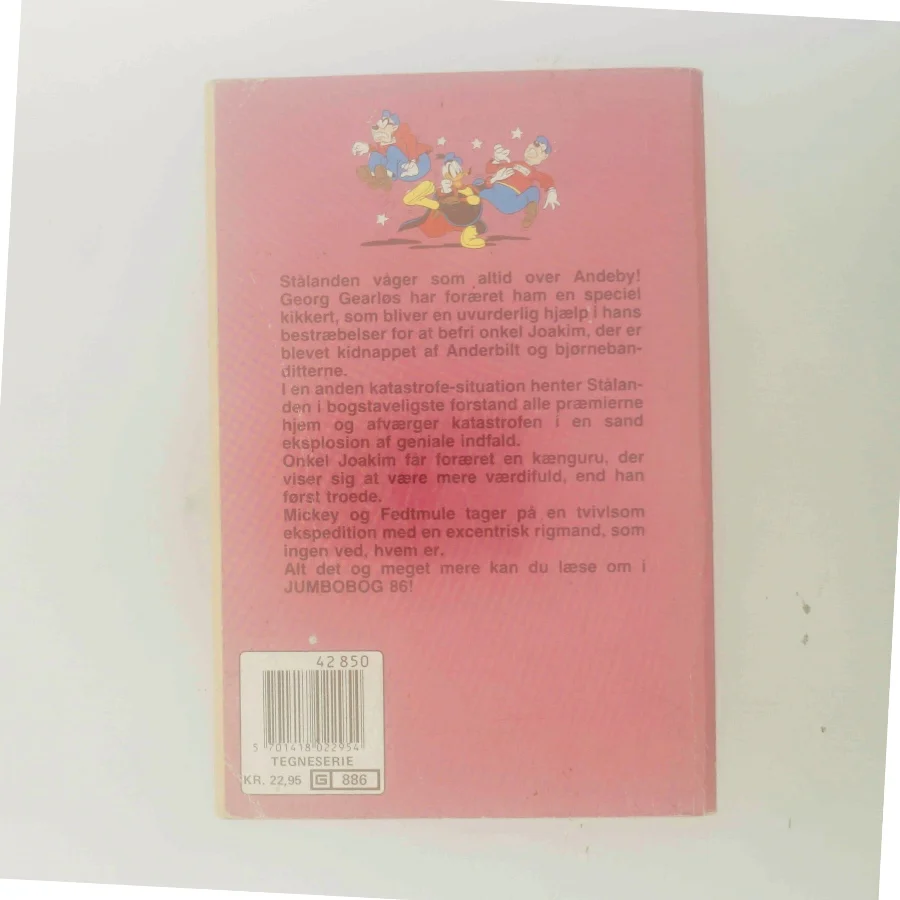 Stålanden våger som altid over Andeby!
Georg Gearløs har foræret ham en speciel
kikkert, som bliver en uvurderlig hjælp i hans
bestræbelser for at befri onkel Joakim, der er
blevet kidnappet af Anderbilt og bjørneban-
ditterne.
I en anden katastrofe-situation henter Stålan-
den i bogstaveligste forstand alle præmierne
hjem og afværger katastrofen i en sand
eksplosion af geniale indfald.
Onkel Joakim får foræret en kænguru, der
viser sig at være mere værdifuld, end han
først troede.
Mickey og Fedtmule tager på en tvivlsom
ekspedition med en excentrisk rigmand, som
ingen ved, hvem er.
Alt det og meget mere kan du læse om i
JUMBOBOG 86!
42 850
5 701418 022954
TEGNESERIE
KR. 22,95 G 886